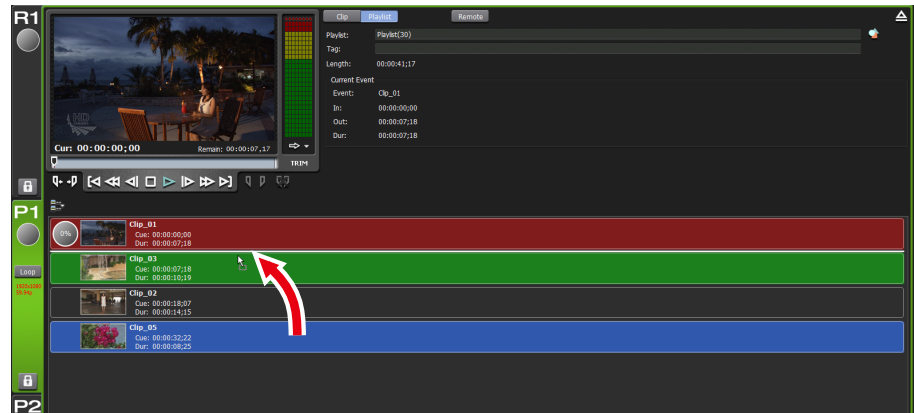 R1
Clip Playlist Remote
Playlist: Playlist(30)
Tag:
Length: 00:00:41;17
Current Event
Event: Clip_01
In: 00:00:00;00
Out: 00:00:07;18
Dur: 00:00:07;18
HD
Cur: 00:00:00;00 Remain: 00:00:07,17
TRIM
P1
0%
Clip_01
Cue: 00:00:00;00
Dur: 00:00:07;18
Clip_03
Cue: 00:00:07;18
Dur: 00:00:10;19
Loop
1920x1080
59.94p
Clip_02
Cue: 00:00:18;07
Dur: 00:00:14;15
Clip_05
Cue: 00:00:32;22
Dur: 00:00:08;25
P2